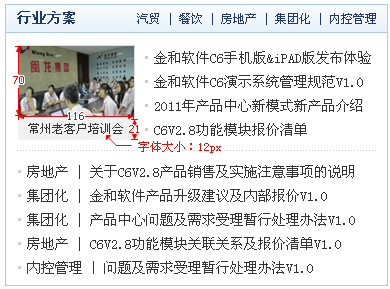 行业方案
汽贸 | 餐饮 | 房地产 | 集团化 | 内控管理
闽龙集团
70
116
常州老客户培训会
21
字体大小：12px
金和软件C6手机版&iPAD版发布体验
金和软件C6演示系统管理规范V1.0
2011年产品中心新模式新产品介绍
C6V2.8功能模块报价清单
房地产 | 关于C6V2.8产品销售及实施注意事项的说明
集团化 | 金和软件产品升级建议及内部报价V1.0
集团化 | 产品中心问题及需求受理暂行处理办法V1.0
房地产 | C6V2.8功能模块关联关系及报价清单V1.0
内控管理 | 问题及需求受理暂行处理办法V1.0